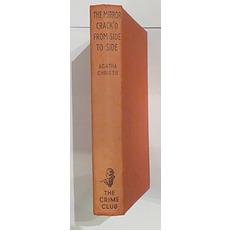 THE MIRROR
CRACK'D
FROM SIDE
TO SIDE
AGATHA
CHRISTIE
THE
CRIME
CLUB